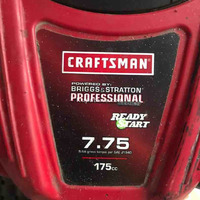 CRAFTSMAN
POWERED BY:
BRIGGS & STRATTON
PROFESSIONAL
READY
START
7.75
175cc